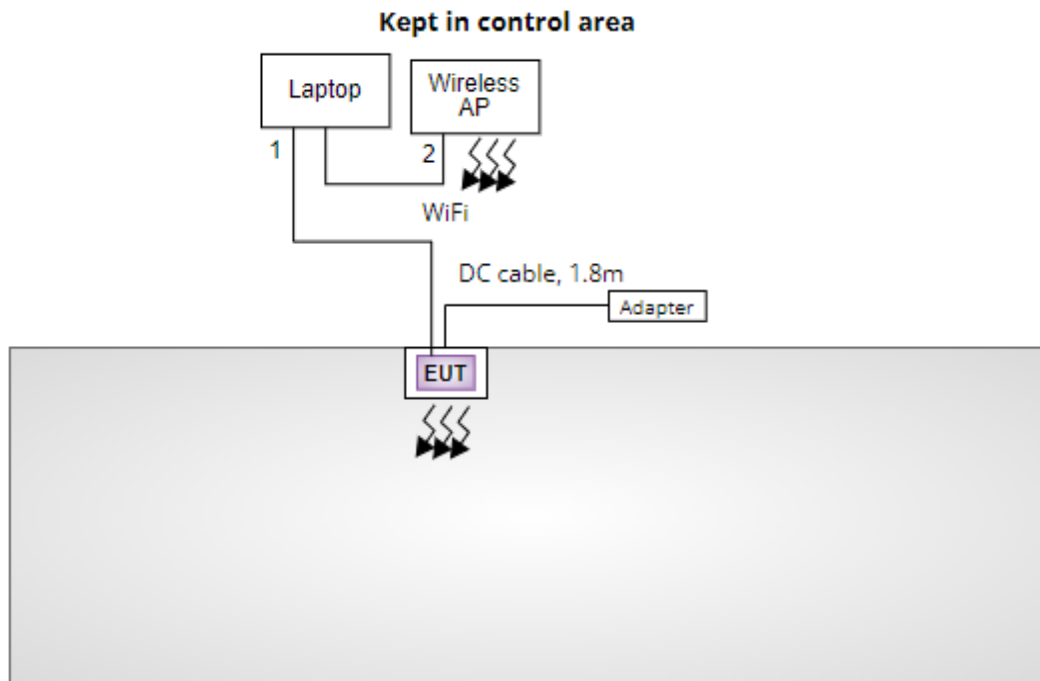 Kept in control area
Laptop
Wireless
AP
1
2
WiFi
DC cable, 1.8m
Adapter
EUT